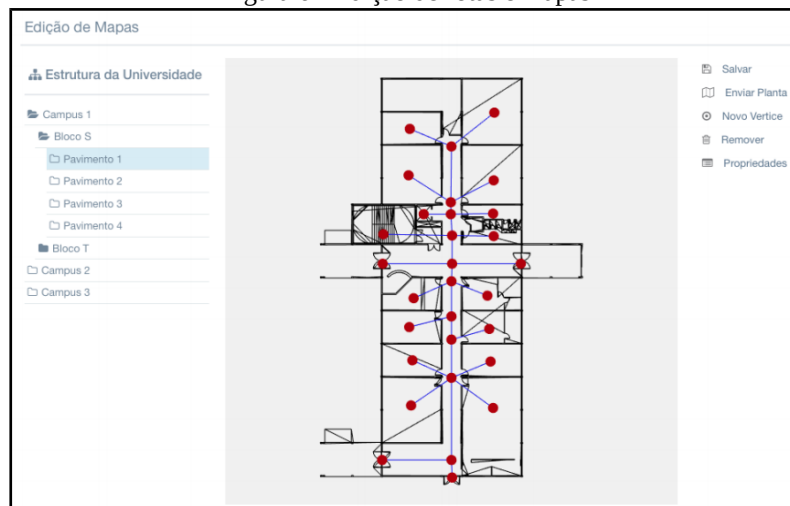 Edição de Mapas
Estrutura da Universidade
Campus 1
Bloco S
Pavimento 1
Pavimento 2
Pavimento 3
Pavimento 4
Bloco T
Campus 2
Campus 3
Salvar
Enviar Planta
Novo Vertice
Remover
Propriedades